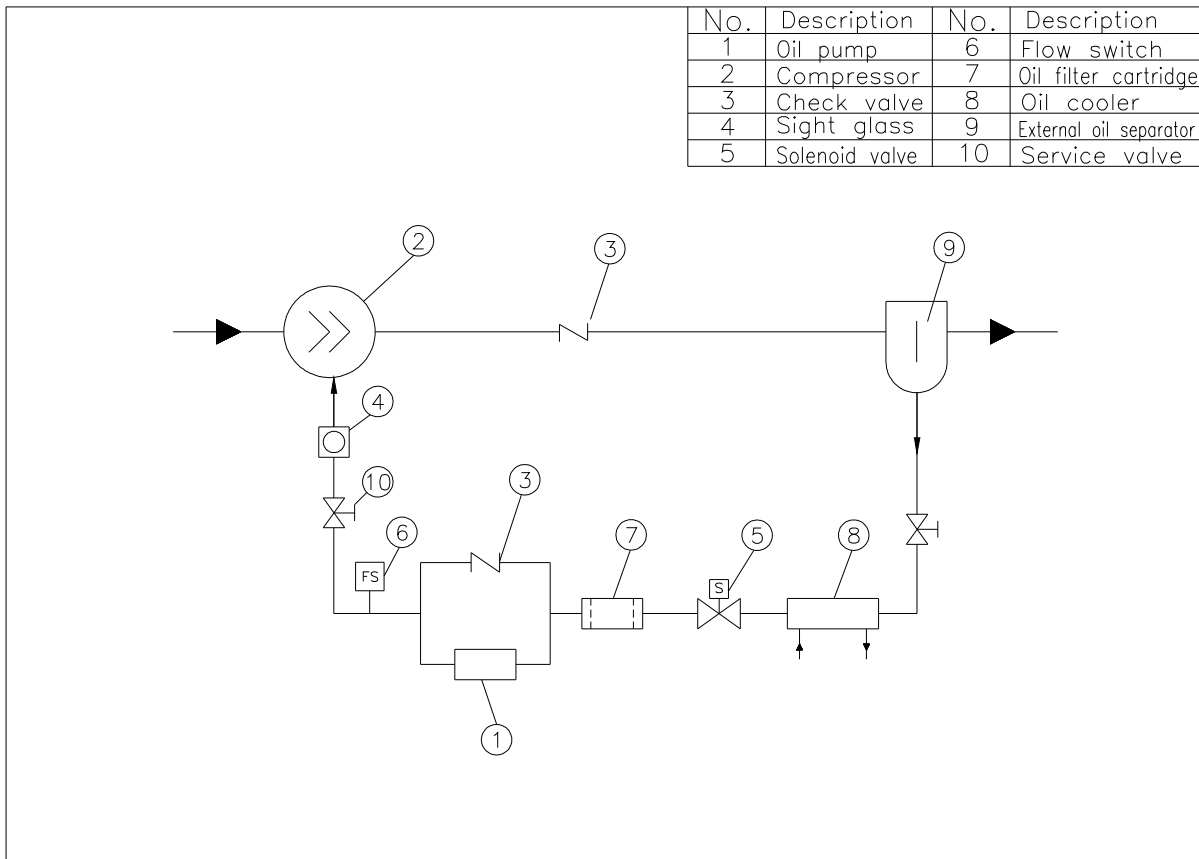 No. Description No. Description
1 Oil pump 6 Flow switch
2 Compressor 7 Oil filter cartridge
3 Check valve 8 Oil cooler
4 Sight glass 9 External oil separator
5 Solenoid valve 10 Service valve
2 3 9
4
3
10
6 7 5 8
FS S
1